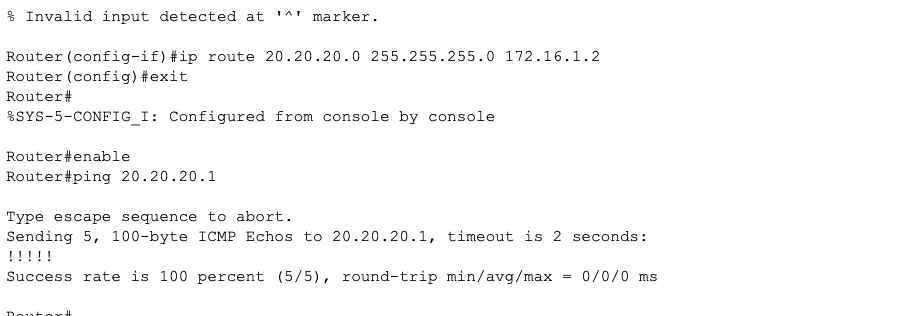 % Invalid input detected at '^' marker.
Router(config-if)#ip route 20.20.20.0 255.255.255.0 172.16.1.2
Router(config)#exit
Router#
%SYS-5-CONFIG_I: Configured from console by console
Router#enable
Router#ping 20.20.20.1
Type escape sequence to abort.
Sending 5, 100-byte ICMP Echos to 20.20.20.1, timeout is 2 seconds:
!!!!!
Success rate is 100 percent (5/5), round-trip min/avg/max = 0/0/0 ms
Router#